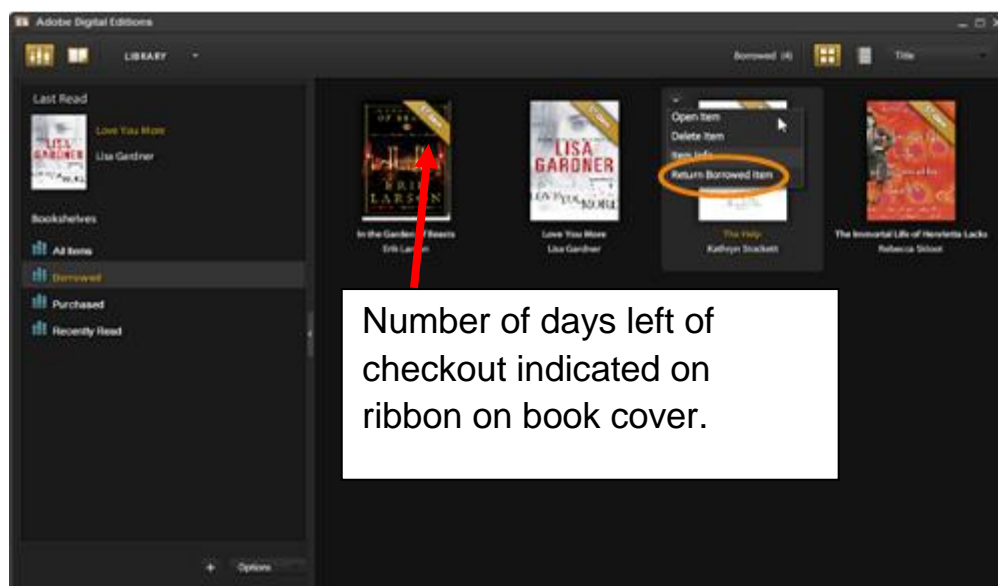 Adobe Digital Editions
LIBRARY
Borrowed (4)
Title
Last Read
Love You More
Lisa Gardner
Bookshelves
All Items
Borrowed
Purchased
Recently Read
Options
In the Garden of Beasts
Erik Larson
LISA
GARDNER
LOVE YOU MORE
Love You More
Lisa Gardner
Open Item
Delete Item
Item Info
Return Borrowed Item
The Help
Kathryn Stockett
The Immortal Life of Henrietta Lacks
Rebecca Skloot
Number of days left of
checkout indicated on
ribbon on book cover.